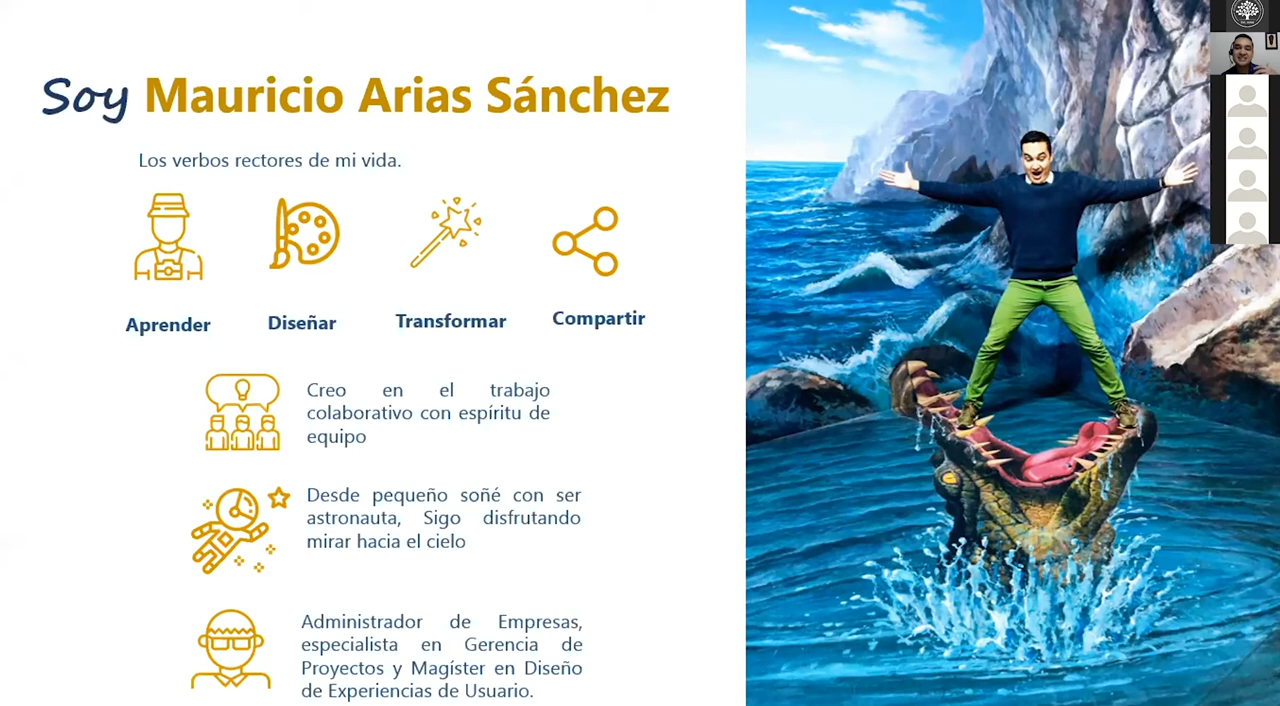 Soy Mauricio Arias Sánchez
Los verbos rectores de mi vida.
Aprender
Diseñar
Transformar
Compartir
Creo en el trabajo
colaborativo con espíritu de
equipo
Desde pequeño soñé con ser
astronauta, Sigo disfrutando
mirar hacia el cielo
Administrador de Empresas,
especialista en Gerencia de
Proyectos y Magíster en Diseño
de Experiencias de Usuario.